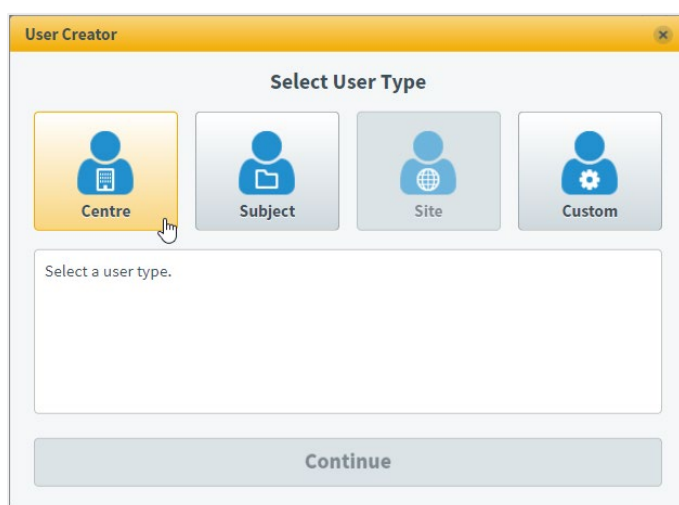 User Creator
Select User Type
Centre Subject Site Custom
Select a user type.
Continue